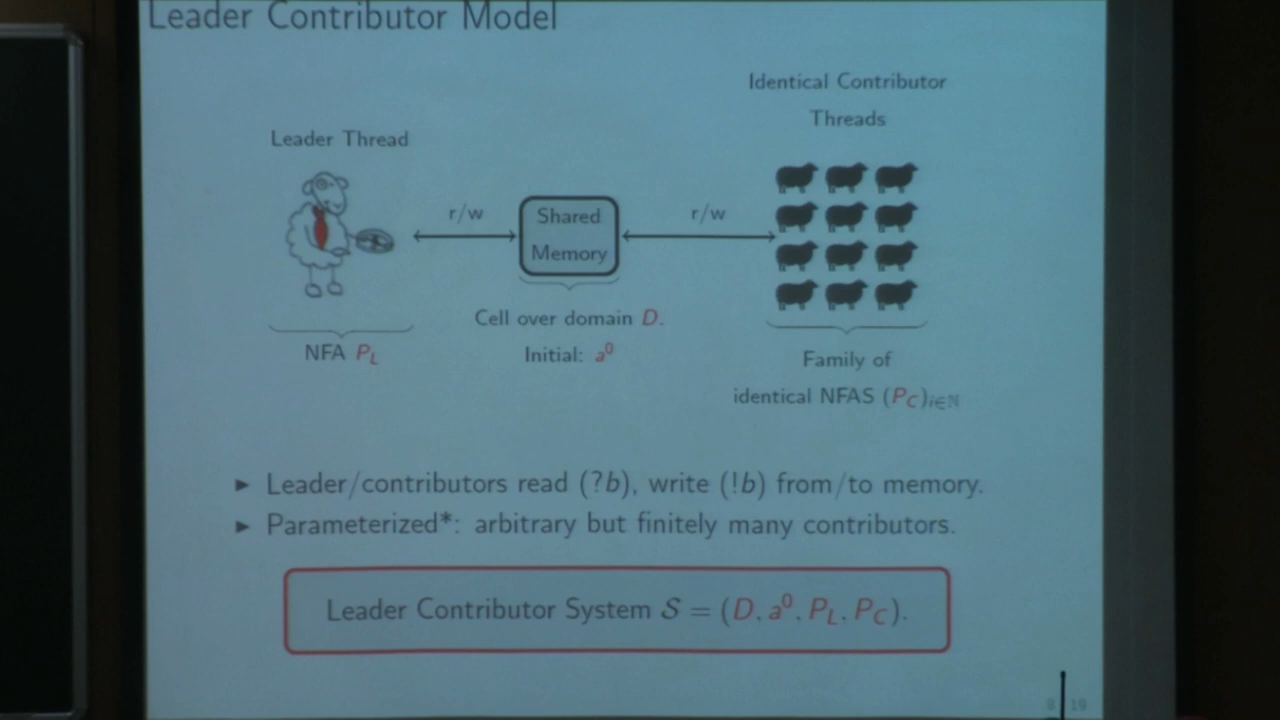 Leader Contributor Model
Identical Contributor
Threads
Leader Thread
r/w
Shared
Memory
r/w
Cell over domain D.
Initial: a⁰
NFA P_L
Family of
identical NFAS (P_C)_{i∈ℕ}
► Leader/contributors read (?b), write (!b) from/to memory.
► Parameterized*: arbitrary but finitely many contributors.
Leader Contributor System 𝒮 = (D, a⁰, P_L, P_C).
8 19